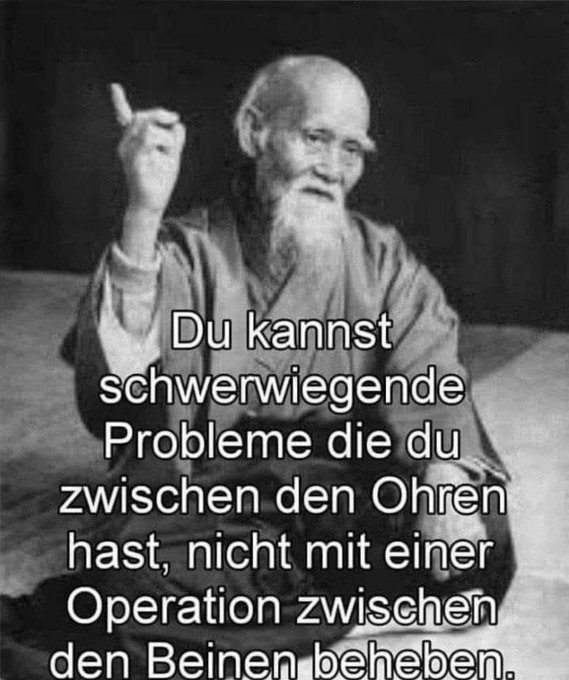 Du kannst
schwerwiegende
Probleme die du
zwischen den Ohren
hast, nicht mit einer
Operation zwischen
den Beinen beheben.